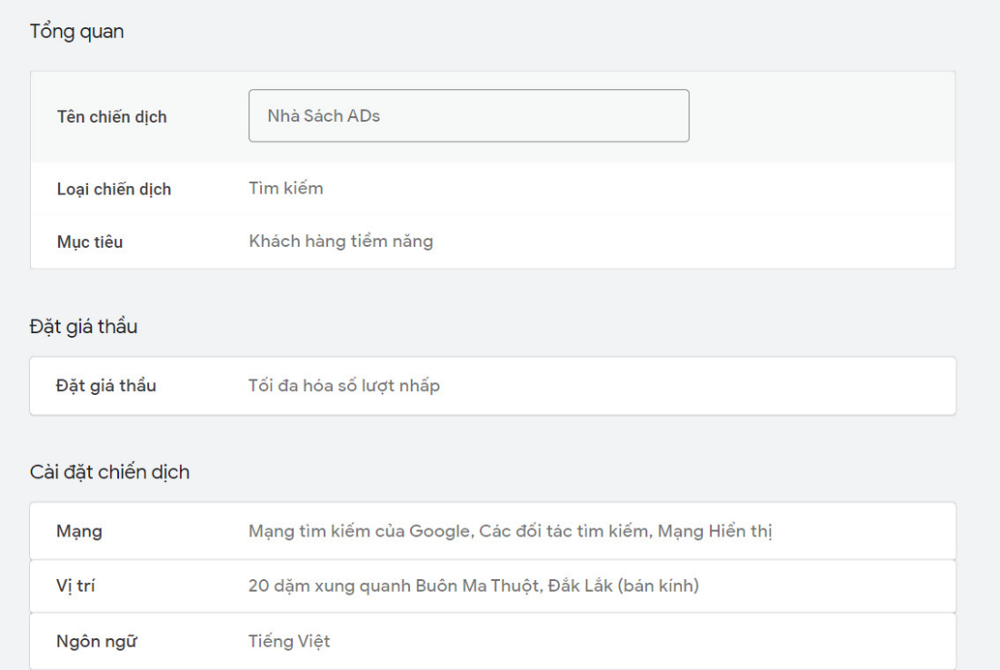 Tổng quan
Tên chiến dịch Nhà Sách ADs
Loại chiến dịch Tìm kiếm
Mục tiêu Khách hàng tiềm năng
Đặt giá thầu
Đặt giá thầu Tối đa hóa số lượt nhấp
Cài đặt chiến dịch
Mạng Mạng tìm kiếm của Google, Các đối tác tìm kiếm, Mạng Hiển thị
Vị trí 20 dặm xung quanh Buôn Ma Thuột, Đắk Lắk (bán kính)
Ngôn ngữ Tiếng Việt